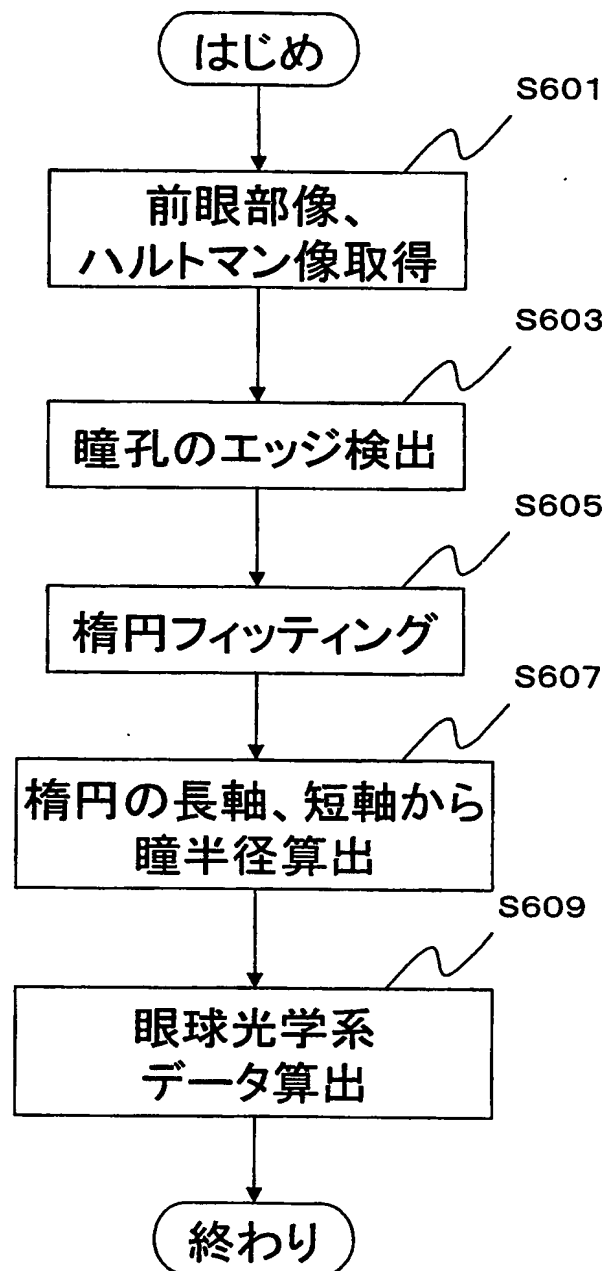 はじめ
S601
前眼部像、
ハルトマン像取得
S603
瞳孔のエッジ検出
S605
楕円フィッティング
S607
楕円の長軸、短軸から
瞳半径算出
S609
眼球光学系
データ算出
終わり